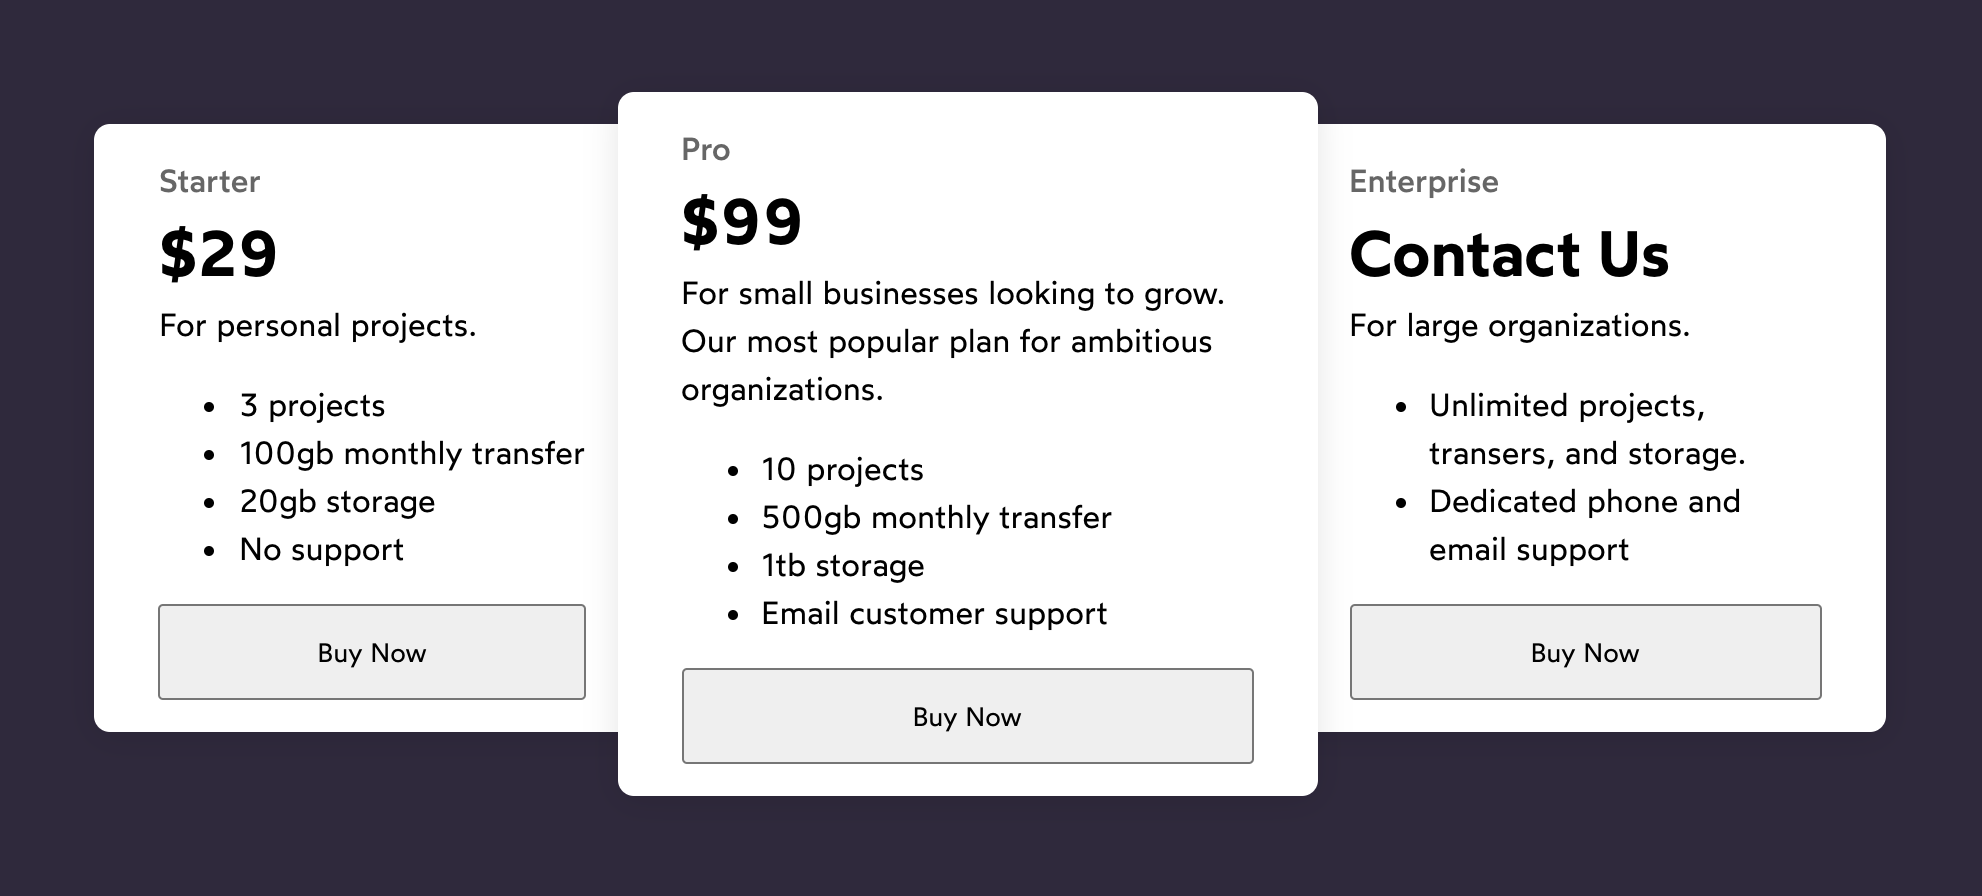 Starter
$29
For personal projects.
3 projects
100gb monthly transfer
20gb storage
No support
Buy Now
Pro
$99
For small businesses looking to grow.
Our most popular plan for ambitious
organizations.
10 projects
500gb monthly transfer
1tb storage
Email customer support
Buy Now
Enterprise
Contact Us
For large organizations.
Unlimited projects,
transers, and storage.
Dedicated phone and
email support
Buy Now